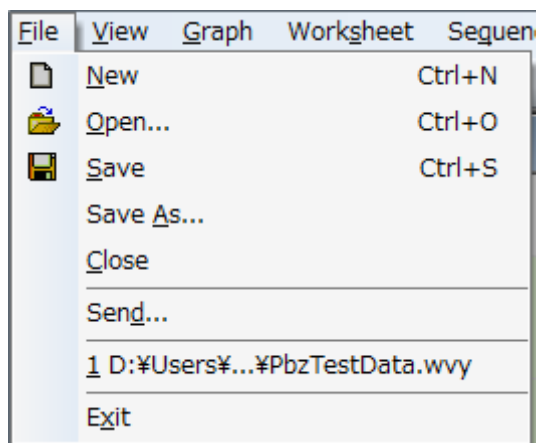 File View Graph Worksheet Sequen
New Ctrl+N
Open... Ctrl+O
Save Ctrl+S
Save As...
Close
Send...
1 D:¥Users¥...¥PbzTestData.wvy
Exit